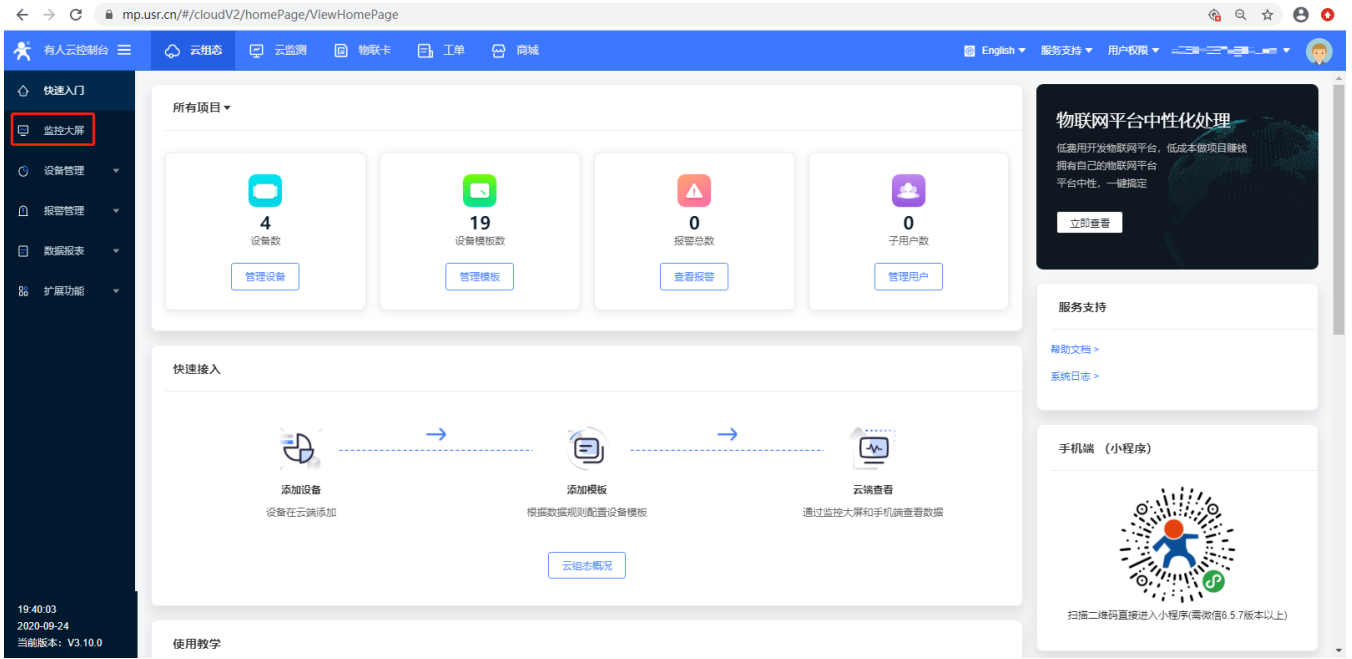 mp.usr.cn/#/cloudV2/homePage/ViewHomePage
有人云控制台
云组态
云监测
物联卡
工单
商城
English
服务支持
用户权限
快速入门
监控大屏
设备管理
报警管理
数据报表
扩展功能
19:40:03
2020-09-24
当前版本：V3.10.0
所有项目
4
设备数
管理设备
19
设备模板数
管理模板
0
报警总数
查看报警
0
子用户数
管理用户
快速接入
添加设备
设备在云端添加
添加模板
根据数据规则配置设备模板
云端查看
通过监控大屏和手机端查看数据
云组态概况
使用教学
物联网平台中性化处理
低费用开发物联网平台，低成本做项目赚钱
拥有自己的物联网平台
平台中性，一键搞定
立即查看
服务支持
帮助文档 >
系统日志 >
手机端 （小程序）
扫描二维码直接进入小程序(需微信6.5.7版本以上)